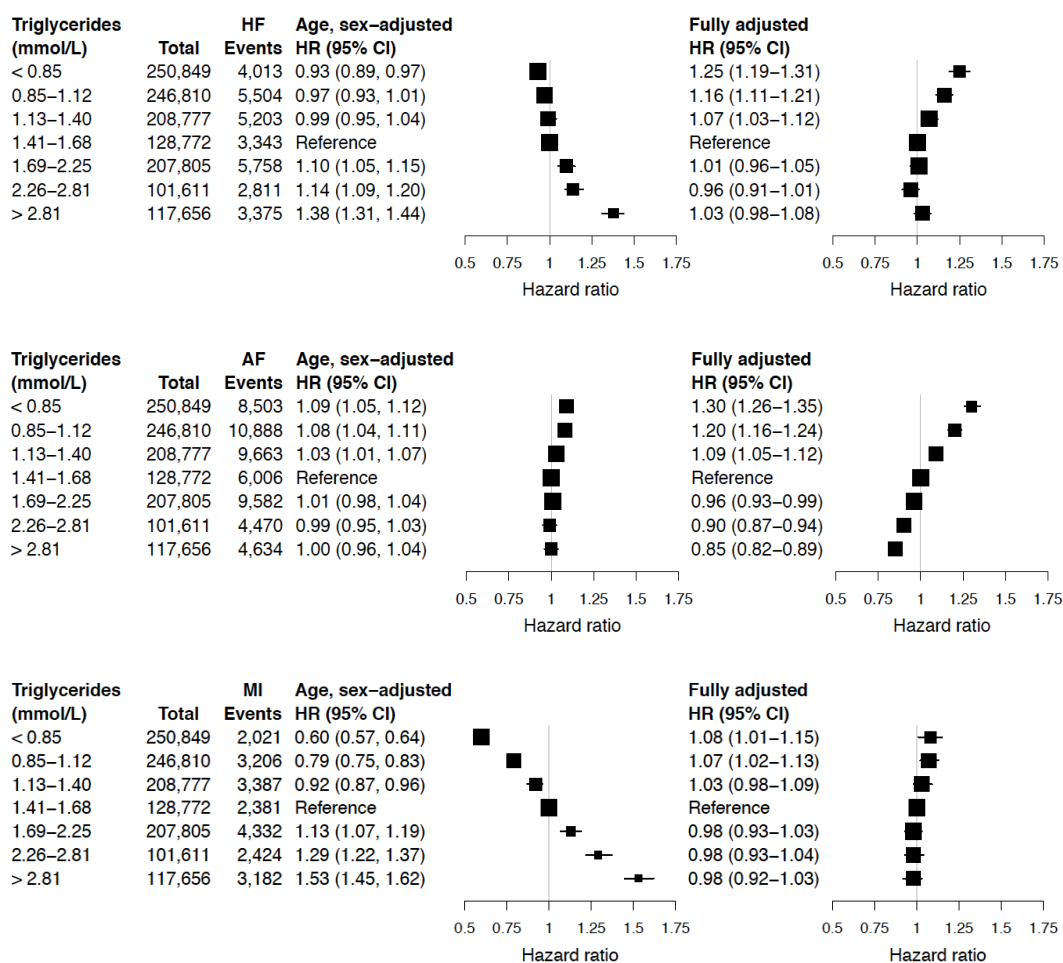 Triglycerides HF Age, sex−adjusted Fully adjusted
(mmol/L) Total Events HR (95% CI) HR (95% CI)
< 0.85 250,849 4,013 0.93 (0.89, 0.97) 1.25 (1.19−1.31)
0.85−1.12 246,810 5,504 0.97 (0.93, 1.01) 1.16 (1.11−1.21)
1.13−1.40 208,777 5,203 0.99 (0.95, 1.04) 1.07 (1.03−1.12)
1.41−1.68 128,772 3,343 Reference Reference
1.69−2.25 207,805 5,758 1.10 (1.05, 1.15) 1.01 (0.96−1.05)
2.26−2.81 101,611 2,811 1.14 (1.09, 1.20) 0.96 (0.91−1.01)
> 2.81 117,656 3,375 1.38 (1.31, 1.44) 1.03 (0.98−1.08)
0.5 0.75 1 1.25 1.5 1.75 0.5 0.75 1 1.25 1.5 1.75
Hazard ratio Hazard ratio
Triglycerides AF Age, sex−adjusted Fully adjusted
(mmol/L) Total Events HR (95% CI) HR (95% CI)
< 0.85 250,849 8,503 1.09 (1.05, 1.12) 1.30 (1.26−1.35)
0.85−1.12 246,810 10,888 1.08 (1.04, 1.11) 1.20 (1.16−1.24)
1.13−1.40 208,777 9,663 1.03 (1.01, 1.07) 1.09 (1.05−1.12)
1.41−1.68 128,772 6,006 Reference Reference
1.69−2.25 207,805 9,582 1.01 (0.98, 1.04) 0.96 (0.93−0.99)
2.26−2.81 101,611 4,470 0.99 (0.95, 1.03) 0.90 (0.87−0.94)
> 2.81 117,656 4,634 1.00 (0.96, 1.04) 0.85 (0.82−0.89)
0.5 0.75 1 1.25 1.5 1.75 0.5 0.75 1 1.25 1.5 1.75
Hazard ratio Hazard ratio
Triglycerides MI Age, sex−adjusted Fully adjusted
(mmol/L) Total Events HR (95% CI) HR (95% CI)
< 0.85 250,849 2,021 0.60 (0.57, 0.64) 1.08 (1.01−1.15)
0.85−1.12 246,810 3,206 0.79 (0.75, 0.83) 1.07 (1.02−1.13)
1.13−1.40 208,777 3,387 0.92 (0.87, 0.96) 1.03 (0.98−1.09)
1.41−1.68 128,772 2,381 Reference Reference
1.69−2.25 207,805 4,332 1.13 (1.07, 1.19) 0.98 (0.93−1.03)
2.26−2.81 101,611 2,424 1.29 (1.22, 1.37) 0.98 (0.93−1.04)
> 2.81 117,656 3,182 1.53 (1.45, 1.62) 0.98 (0.92−1.03)
0.5 0.75 1 1.25 1.5 1.75 0.5 0.75 1 1.25 1.5 1.75
Hazard ratio Hazard ratio